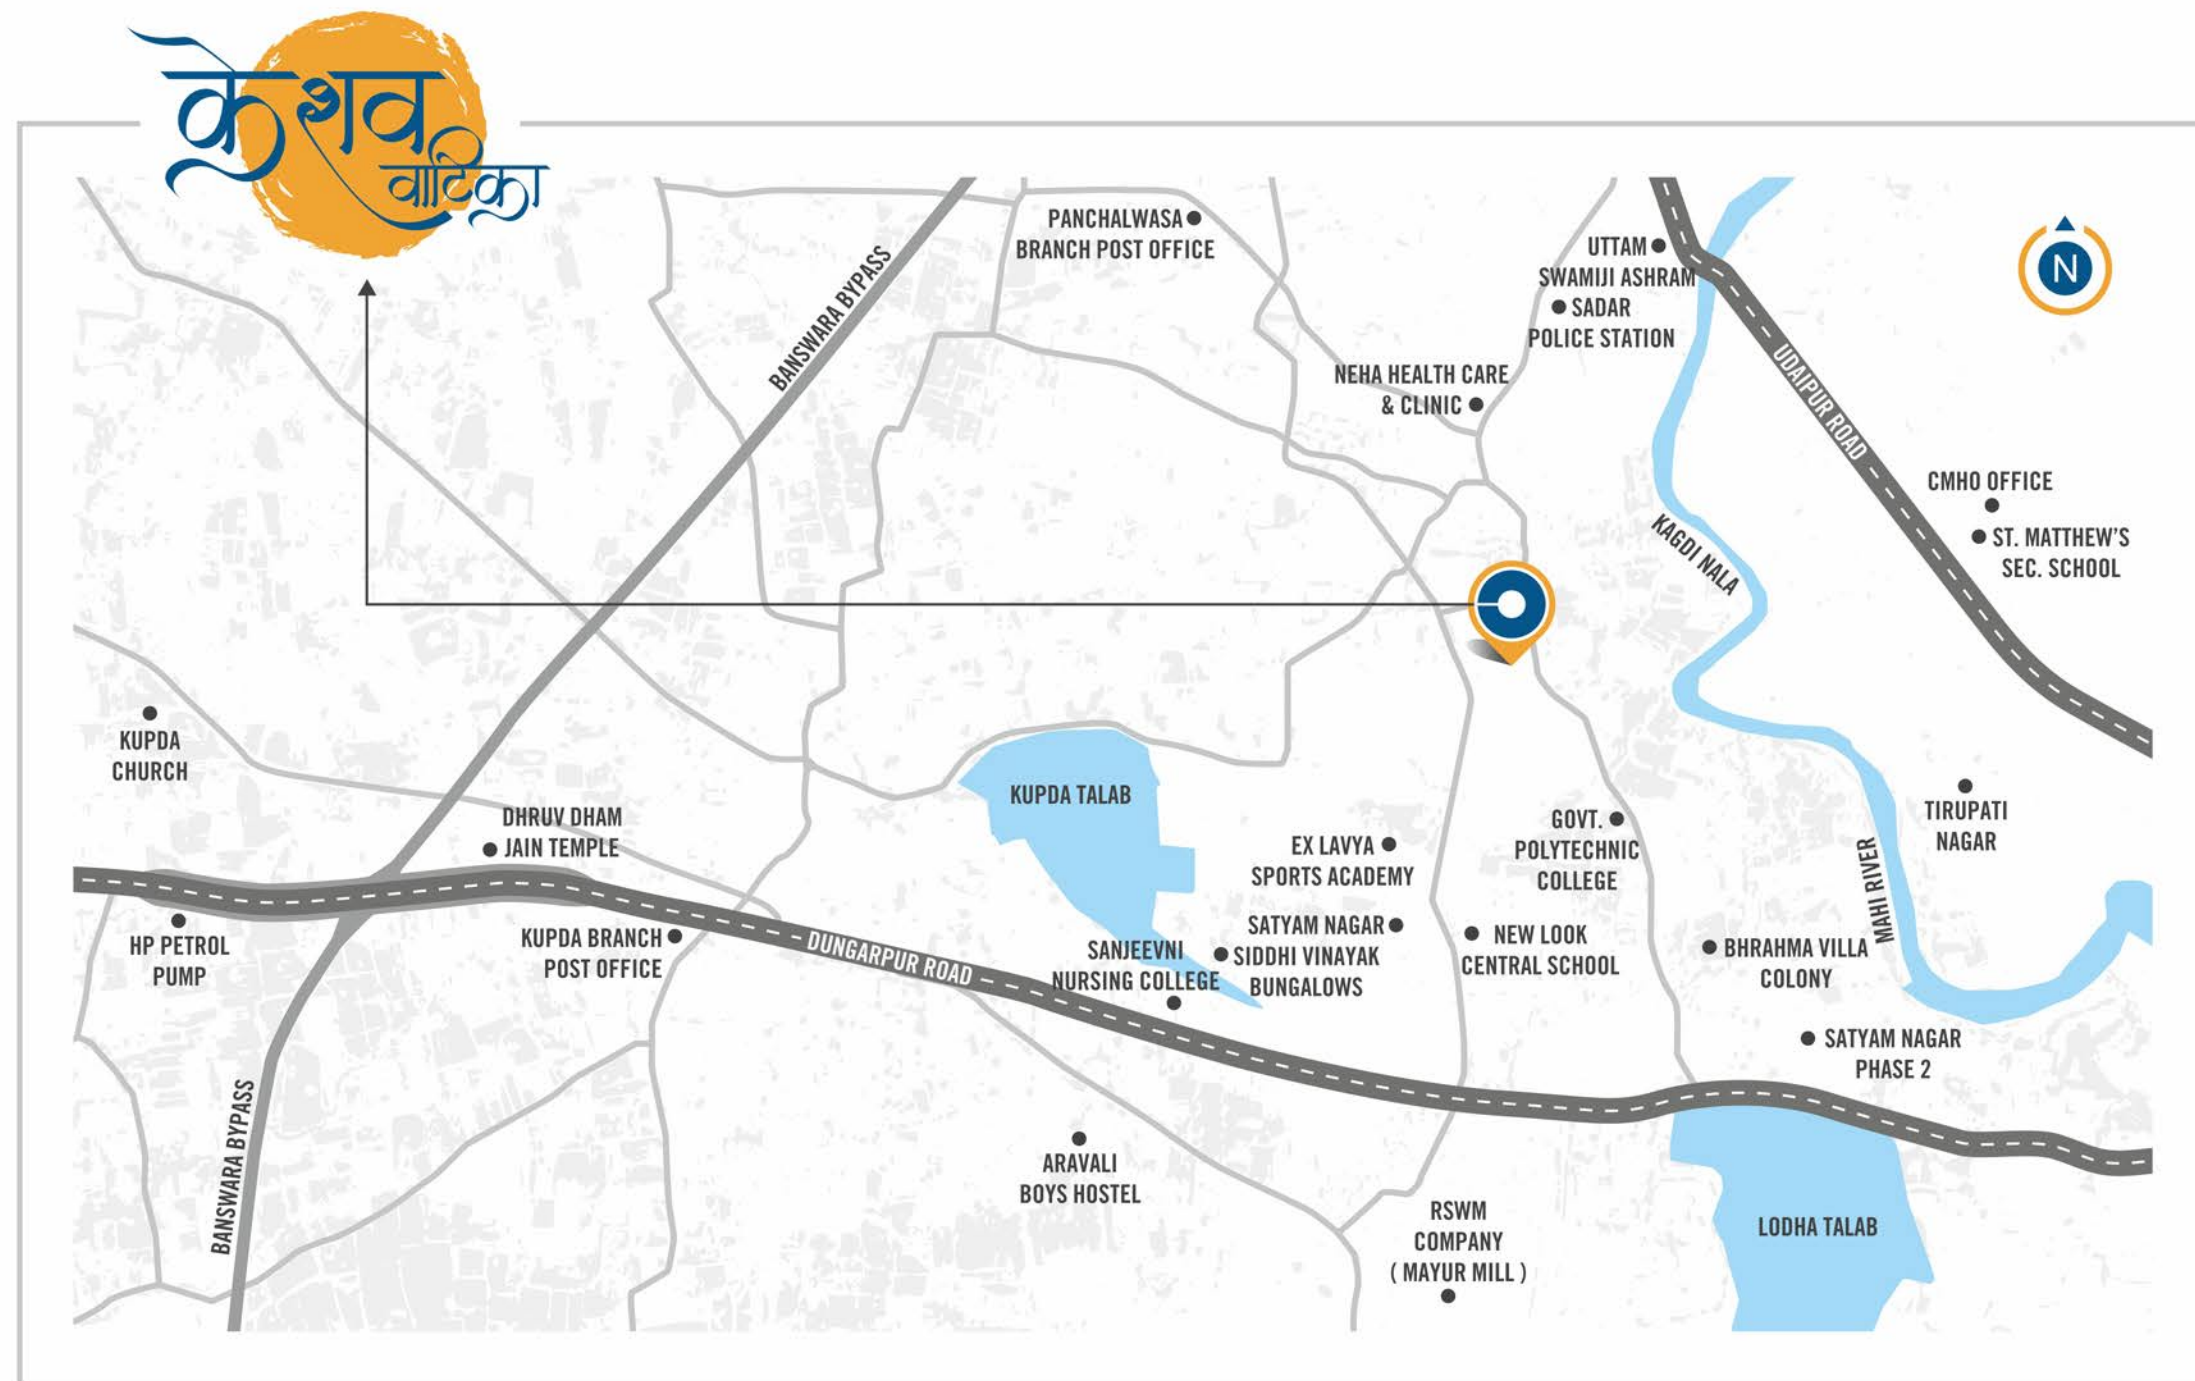 केशव
वाटिका
PANCHALWASA
BRANCH POST OFFICE
BANSWARA BYPASS
UTTAM
SWAMIJI ASHRAM
SADAR
POLICE STATION
N
UDAIPUR ROAD
NEHA HEALTH CARE
& CLINIC
CMHO OFFICE
ST. MATTHEW'S
SEC. SCHOOL
KAGDI NALA
KUPDA
CHURCH
DHRUV DHAM
JAIN TEMPLE
KUPDA TALAB
EX LAVYA
SPORTS ACADEMY
GOVT.
POLYTECHNIC
COLLEGE
TIRUPATI
NAGAR
MAHI RIVER
HP PETROL
PUMP
KUPDA BRANCH
POST OFFICE
DUNGARPUR ROAD
SANJEEVNI
NURSING COLLEGE
SATYAM NAGAR
SIDDHI VINAYAK
BUNGALOWS
NEW LOOK
CENTRAL SCHOOL
BHRAHMA VILLA
COLONY
SATYAM NAGAR
PHASE 2
BANSWARA BYPASS
ARAVALI
BOYS HOSTEL
RSWM
COMPANY
( MAYUR MILL )
LODHA TALAB